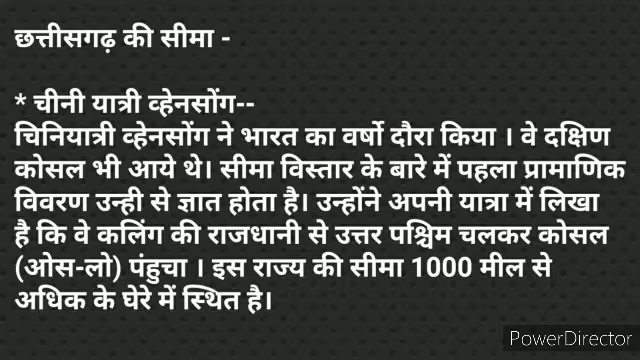 छत्तीसगढ़ की सीमा -
* चीनी यात्री व्हेनसोंग--
चिनियात्री व्हेनसोंग ने भारत का वर्षो दौरा किया । वे दक्षिण
कोसल भी आये थे। सीमा विस्तार के बारे में पहला प्रामाणिक
विवरण उन्ही से ज्ञात होता है। उन्होंने अपनी यात्रा में लिखा
है कि वे कलिंग की राजधानी से उत्तर पश्चिम चलकर कोसल
(ओस-लो) पंहुचा । इस राज्य की सीमा 1000 मील से
अधिक के घेरे में स्थित है।
PowerDirector